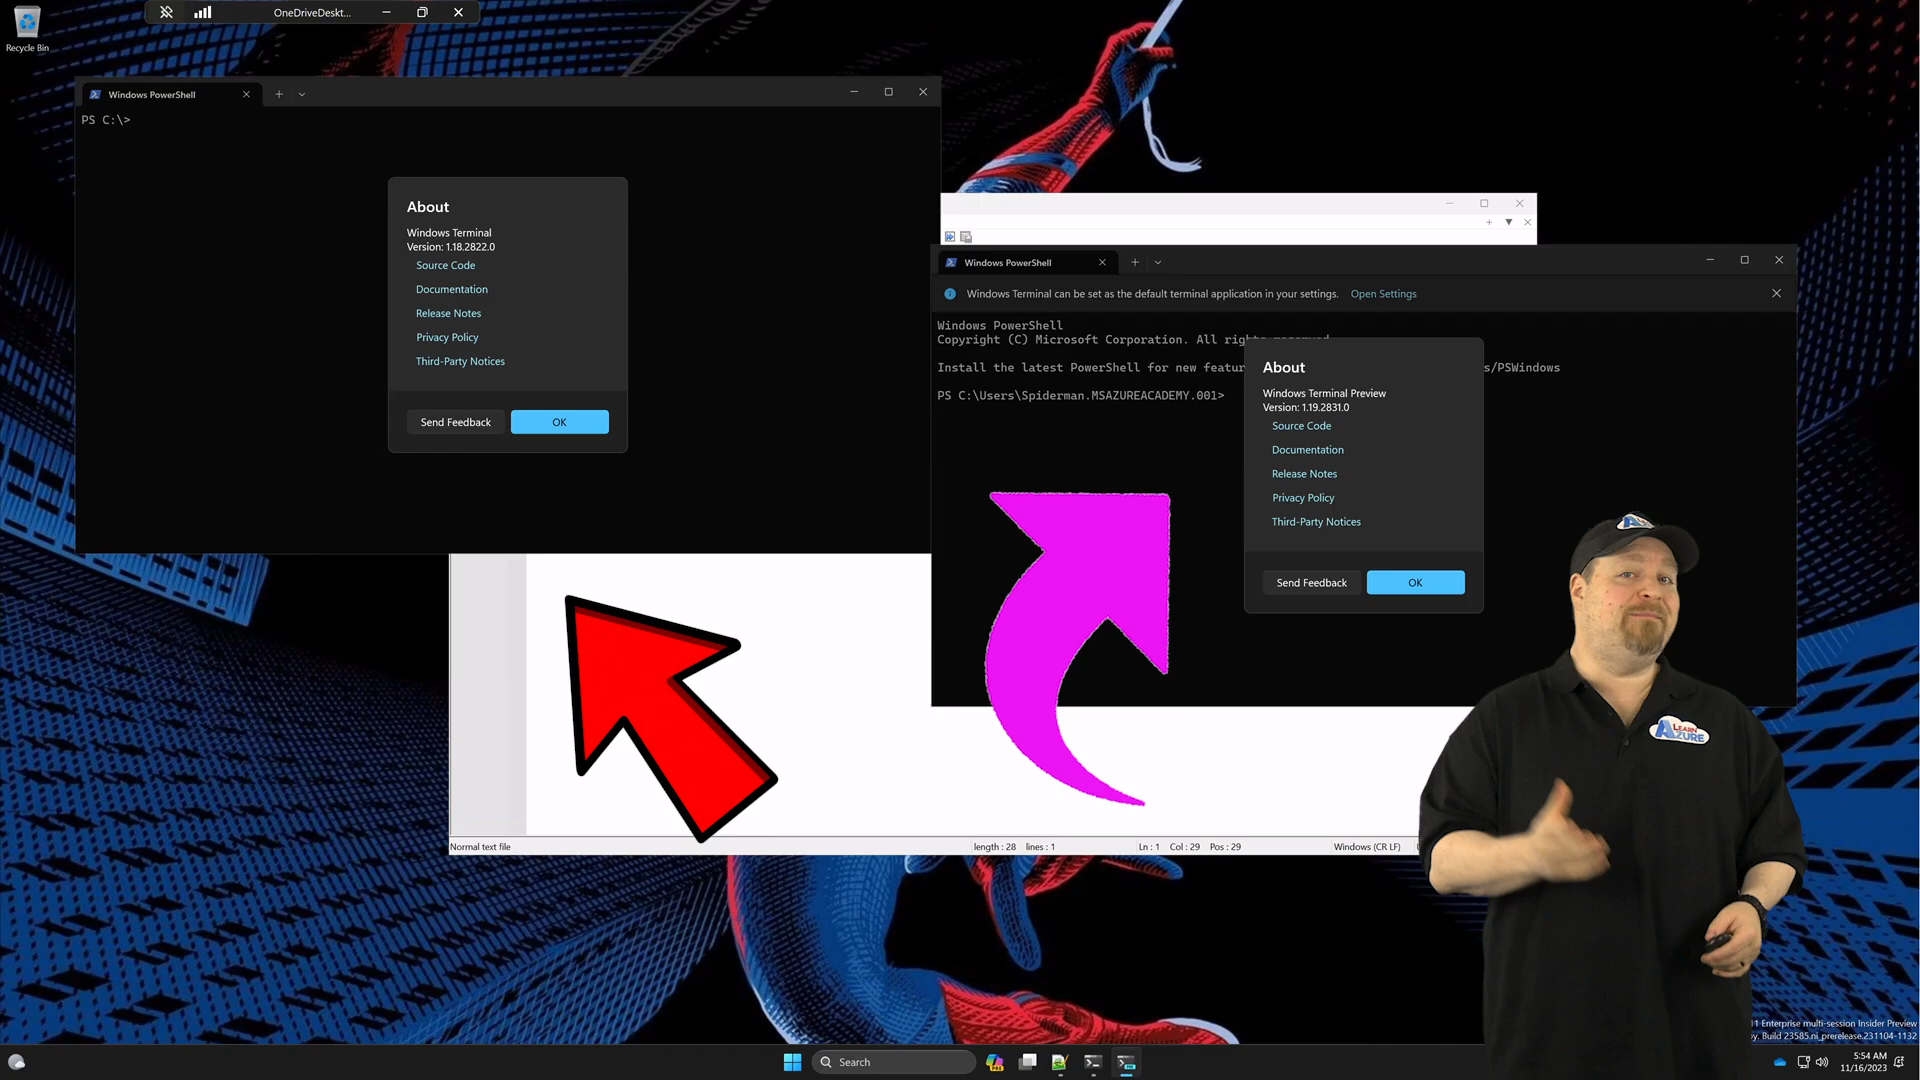 OneDriveDeskt...
Recycle Bin
Windows PowerShell
PS C:\>
About
Windows Terminal
Version: 1.18.2822.0
Source Code
Documentation
Release Notes
Privacy Policy
Third-Party Notices
Send Feedback
OK
Windows PowerShell
Windows Terminal can be set as the default terminal application in your settings. Open Settings
Windows PowerShell
Copyright (C) Microsoft Corporation. All rights reserved.
Install the latest PowerShell for new featur
s/PSWindows
PS C:\Users\Spiderman.MSAZUREACADEMY.001>
About
Windows Terminal Preview
Version: 1.19.2831.0
Source Code
Documentation
Release Notes
Privacy Policy
Third-Party Notices
Send Feedback
OK
LEARN
AZURE
Normal text file
length : 28 lines : 1
Ln : 1 Col : 29 Pos : 29
Windows (CR LF)
11 Enterprise multi-session Insider Preview
py. Build 23585.ni_prerelease.231104-1132
Search
5:54 AM
11/16/2023